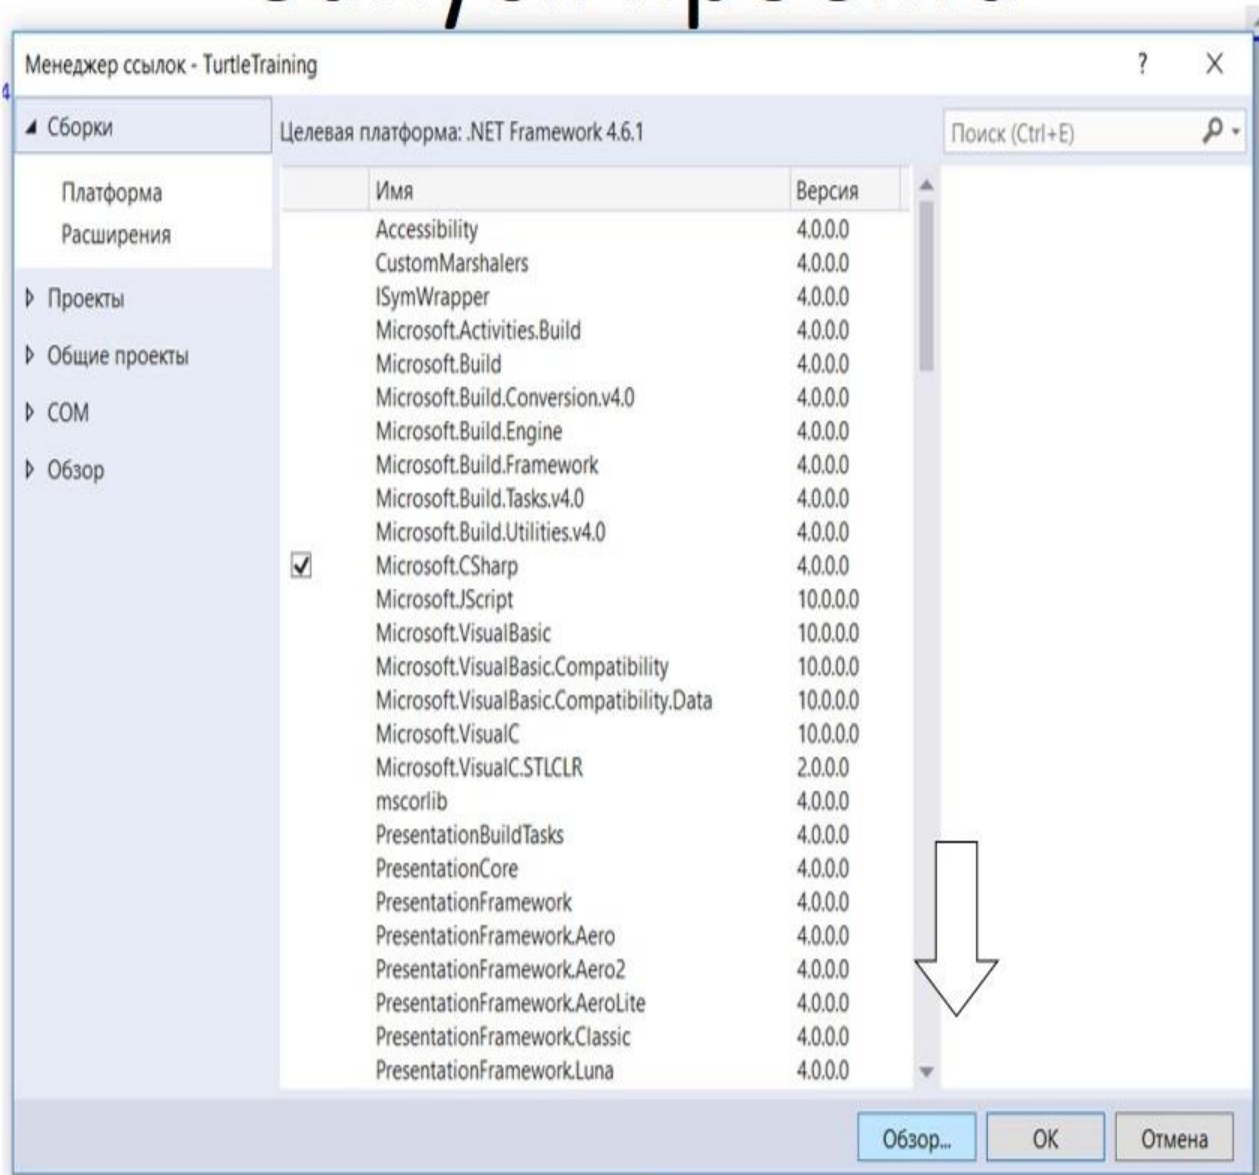 Менеджер ссылок - TurtleTraining ?
4
Сборки
Целевая платформа: .NET Framework 4.6.1
Поиск (Ctrl+E)
Платформа
Расширения
Проекты
Общие проекты
COM
Обзор
Имя Версия
Accessibility 4.0.0.0
CustomMarshalers 4.0.0.0
ISymWrapper 4.0.0.0
Microsoft.Activities.Build 4.0.0.0
Microsoft.Build 4.0.0.0
Microsoft.Build.Conversion.v4.0 4.0.0.0
Microsoft.Build.Engine 4.0.0.0
Microsoft.Build.Framework 4.0.0.0
Microsoft.Build.Tasks.v4.0 4.0.0.0
Microsoft.Build.Utilities.v4.0 4.0.0.0
Microsoft.CSharp 4.0.0.0
Microsoft.JScript 10.0.0.0
Microsoft.VisualBasic 10.0.0.0
Microsoft.VisualBasic.Compatibility 10.0.0.0
Microsoft.VisualBasic.Compatibility.Data 10.0.0.0
Microsoft.VisualC 10.0.0.0
Microsoft.VisualC.STLCLR 2.0.0.0
mscorlib 4.0.0.0
PresentationBuildTasks 4.0.0.0
PresentationCore 4.0.0.0
PresentationFramework 4.0.0.0
PresentationFramework.Aero 4.0.0.0
PresentationFramework.Aero2 4.0.0.0
PresentationFramework.AeroLite 4.0.0.0
PresentationFramework.Classic 4.0.0.0
PresentationFramework.Luna 4.0.0.0
Обзор... OK Отмена